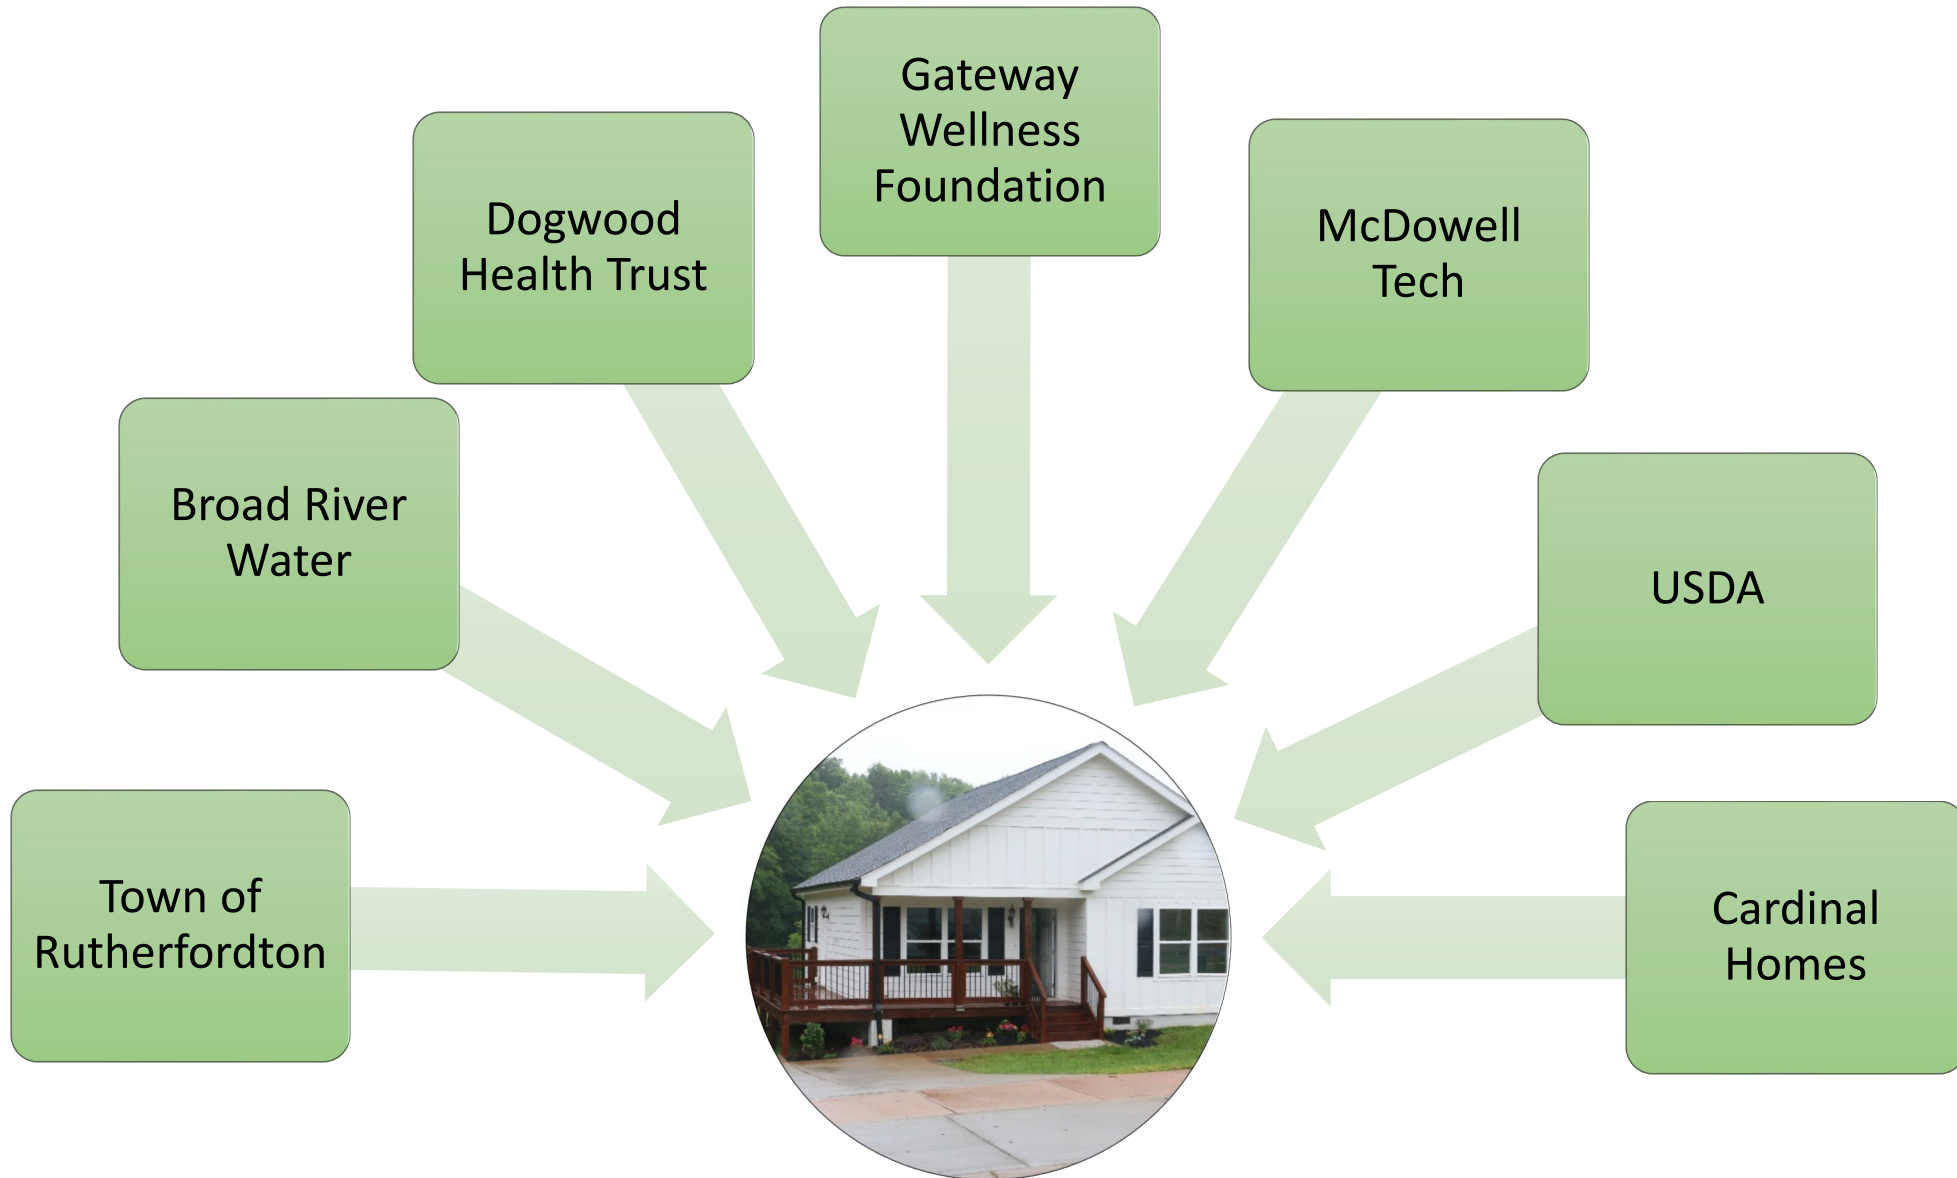 Gateway
Wellness
Foundation
Dogwood
Health Trust
McDowell
Tech
Broad River
Water
USDA
Town of
Rutherfordton
Cardinal
Homes